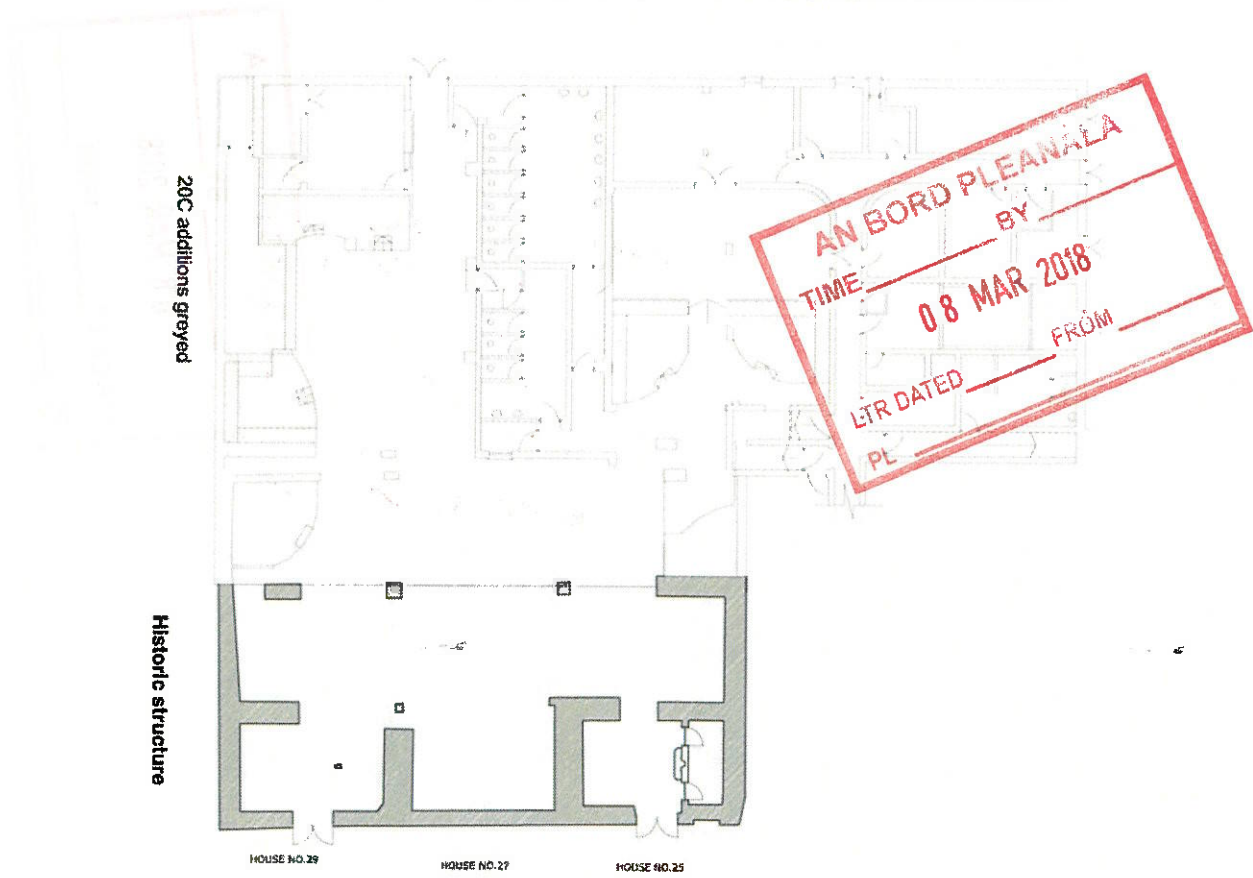 20C additions greyed
AN BORD PLEANÁLA
TIME BY
08 MAR 2018
LTR DATED FROM
PL
Historic structure
HOUSE NO.29
HOUSE NO.27
HOUSE NO.25